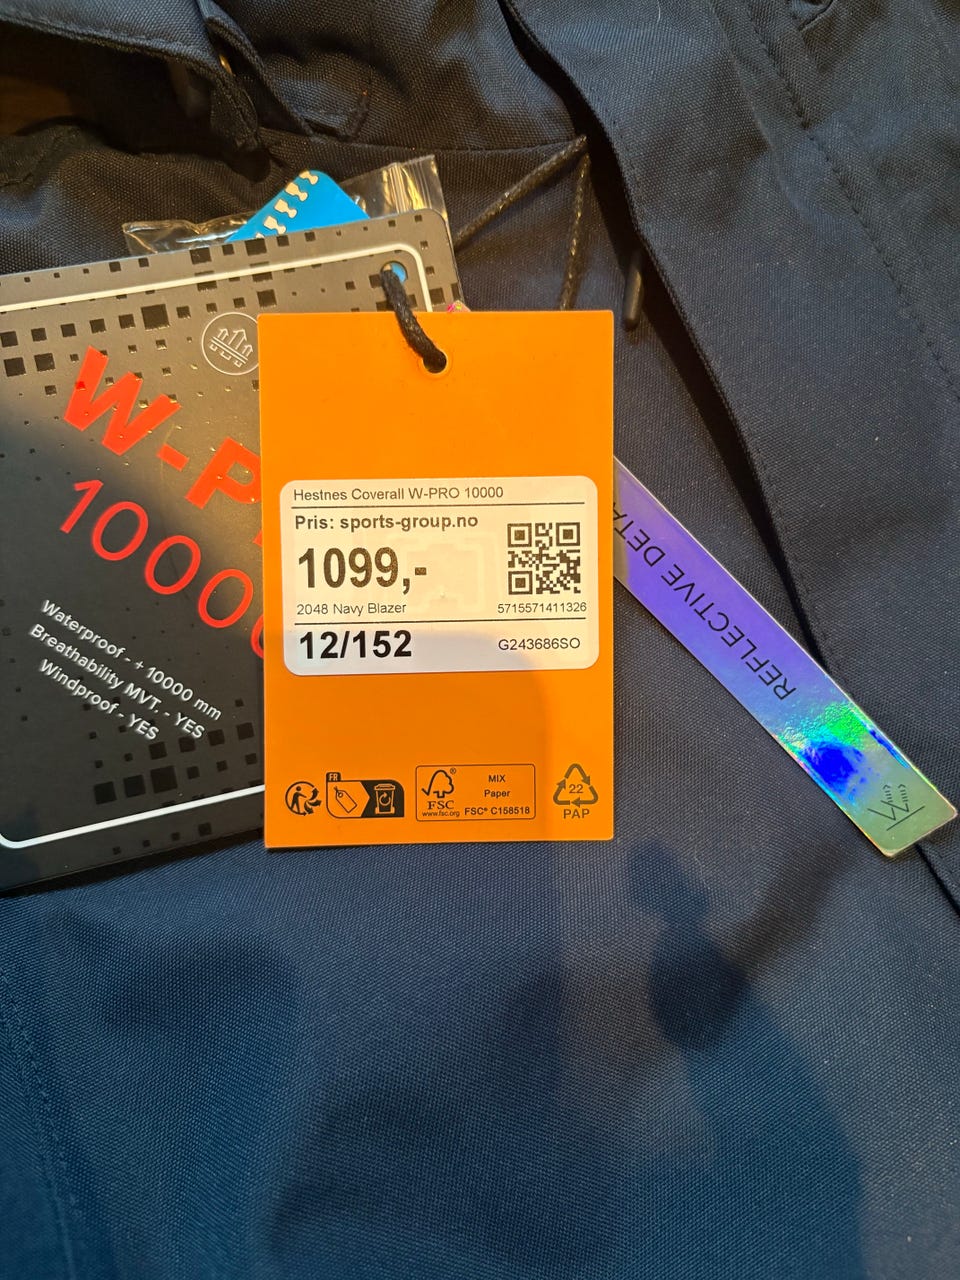 W-P
10000
Waterproof - + 10000 mm
Breathability MVT. - YES
Windproof - YES
Hestnes Coverall W-PRO 10000
Pris: sports-group.no
1099,-
2048 Navy Blazer
5715571411326
12/152
G243686SO
FR
FSC®
www.fsc.org
MIX
Paper
FSC® C158518
22
PAP
REFLECTIVE DETA